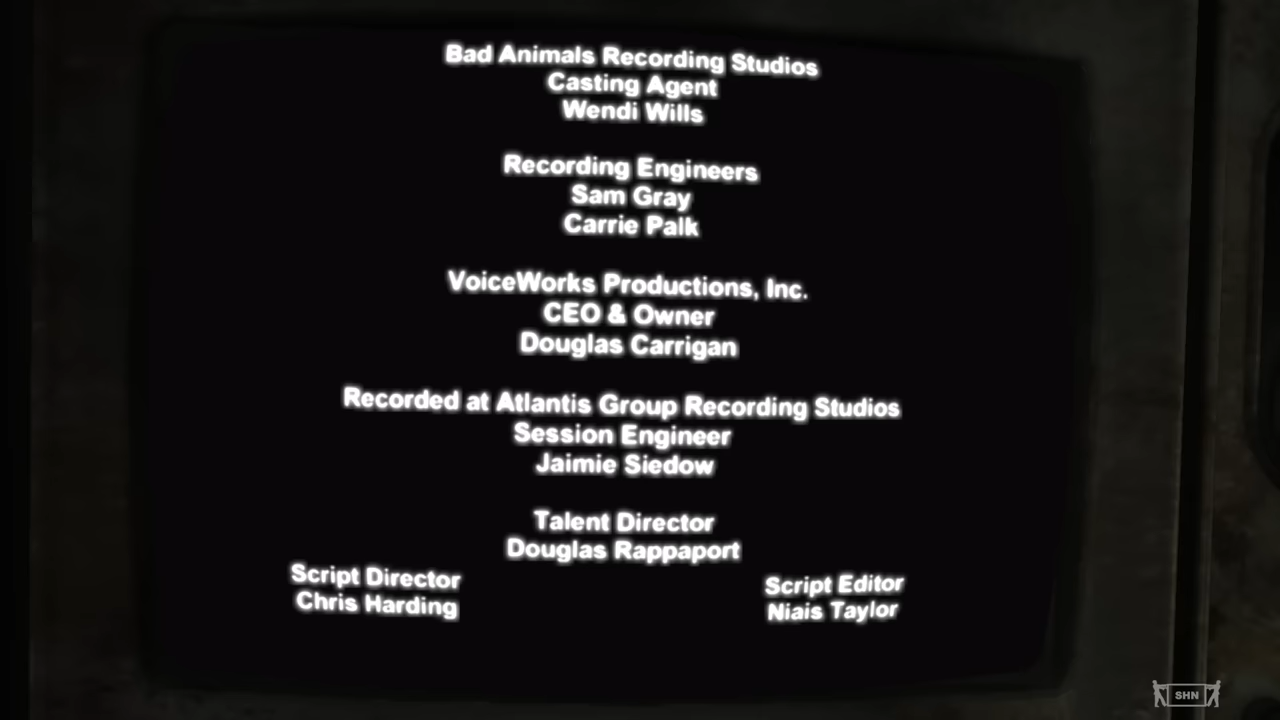 Bad Animals Recording Studios
Casting Agent
Wendi Wills
Recording Engineers
Sam Gray
Carrie Palk
VoiceWorks Productions, Inc.
CEO & Owner
Douglas Carrigan
Recorded at Atlantis Group Recording Studios
Session Engineer
Jaimie Siedow
Talent Director
Douglas Rappaport
Script Director
Chris Harding
Script Editor
Niais Taylor
SHN